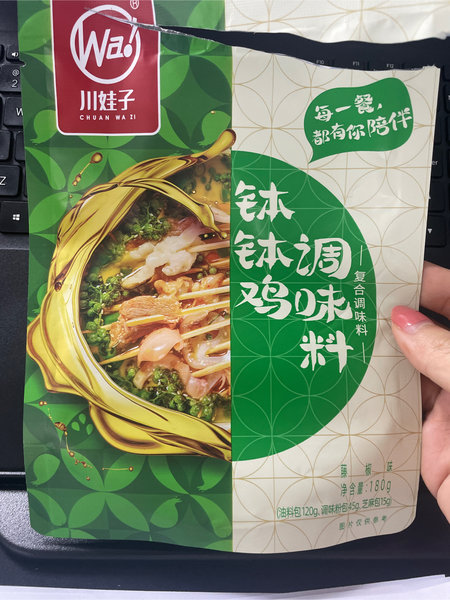 Wa!
®
川娃子
CHUAN WA ZI
每一餐,
都有你陪伴
钵钵鸡
调味料
复合调味料
藤椒味
净含量:180g
(油料包120g、调味粉包45g、芝麻包15g)
图片仅供参考